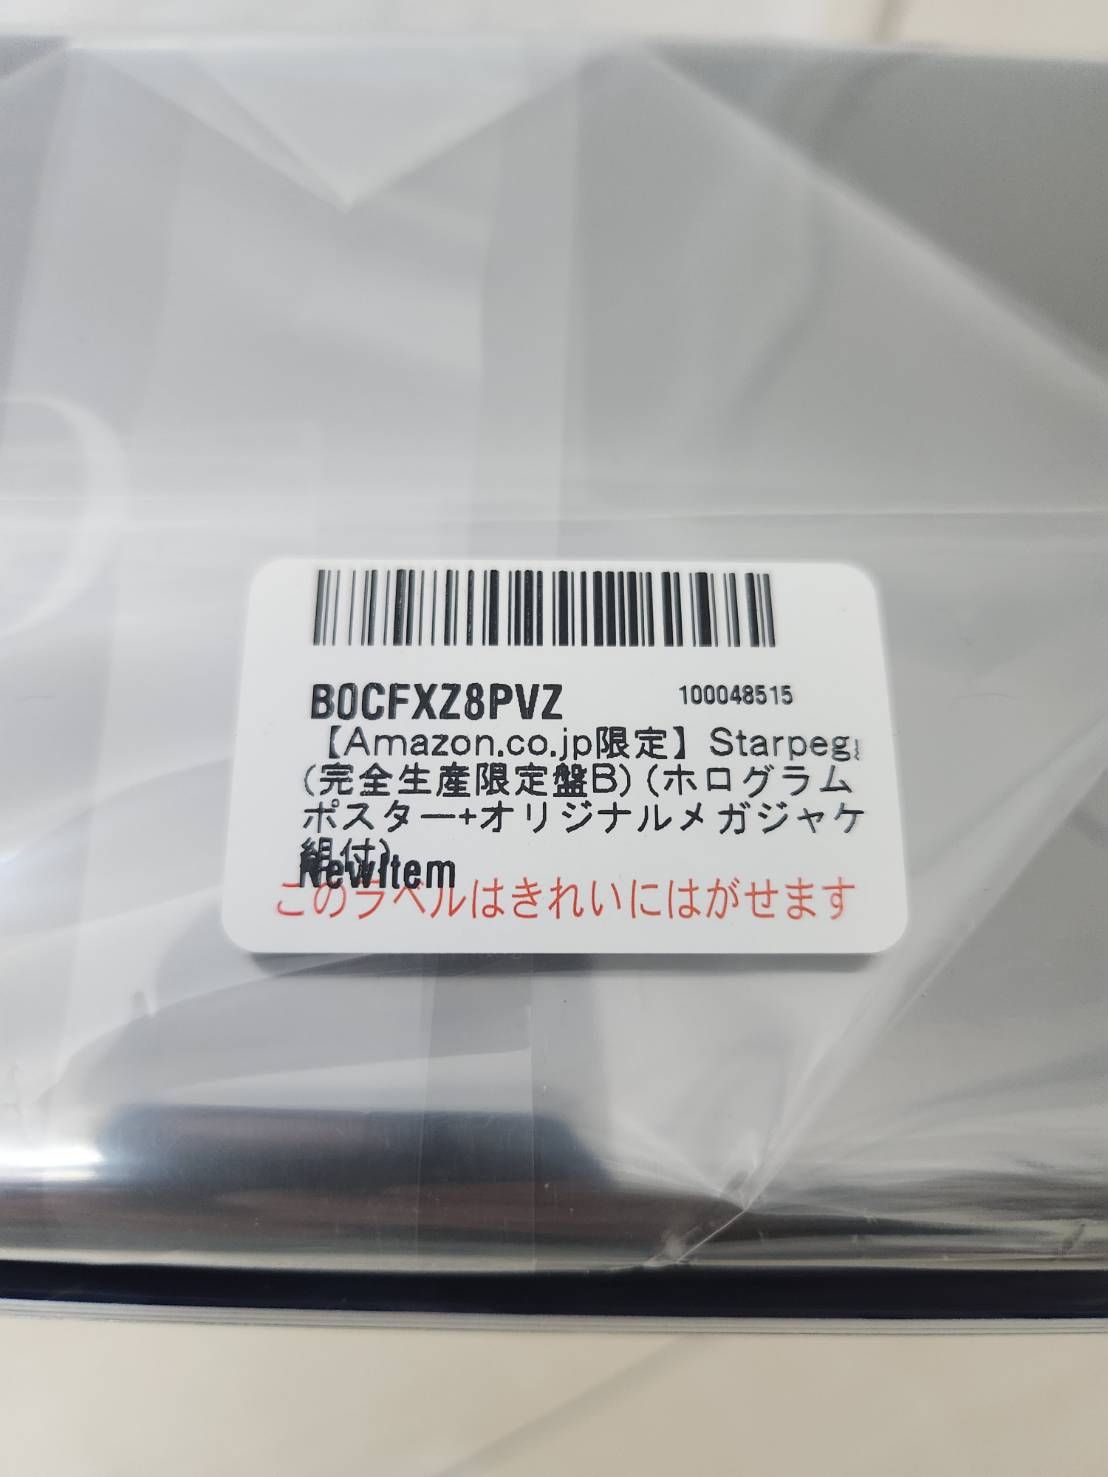 B0CFXZ8PVZ 100048515
【Amazon.co.jp限定】Starpeg
(完全生産限定盤B)(ホログラム
ポスター+オリジナルメガジャケ
組付)
NewItem
このラベルはきれいにはがせます